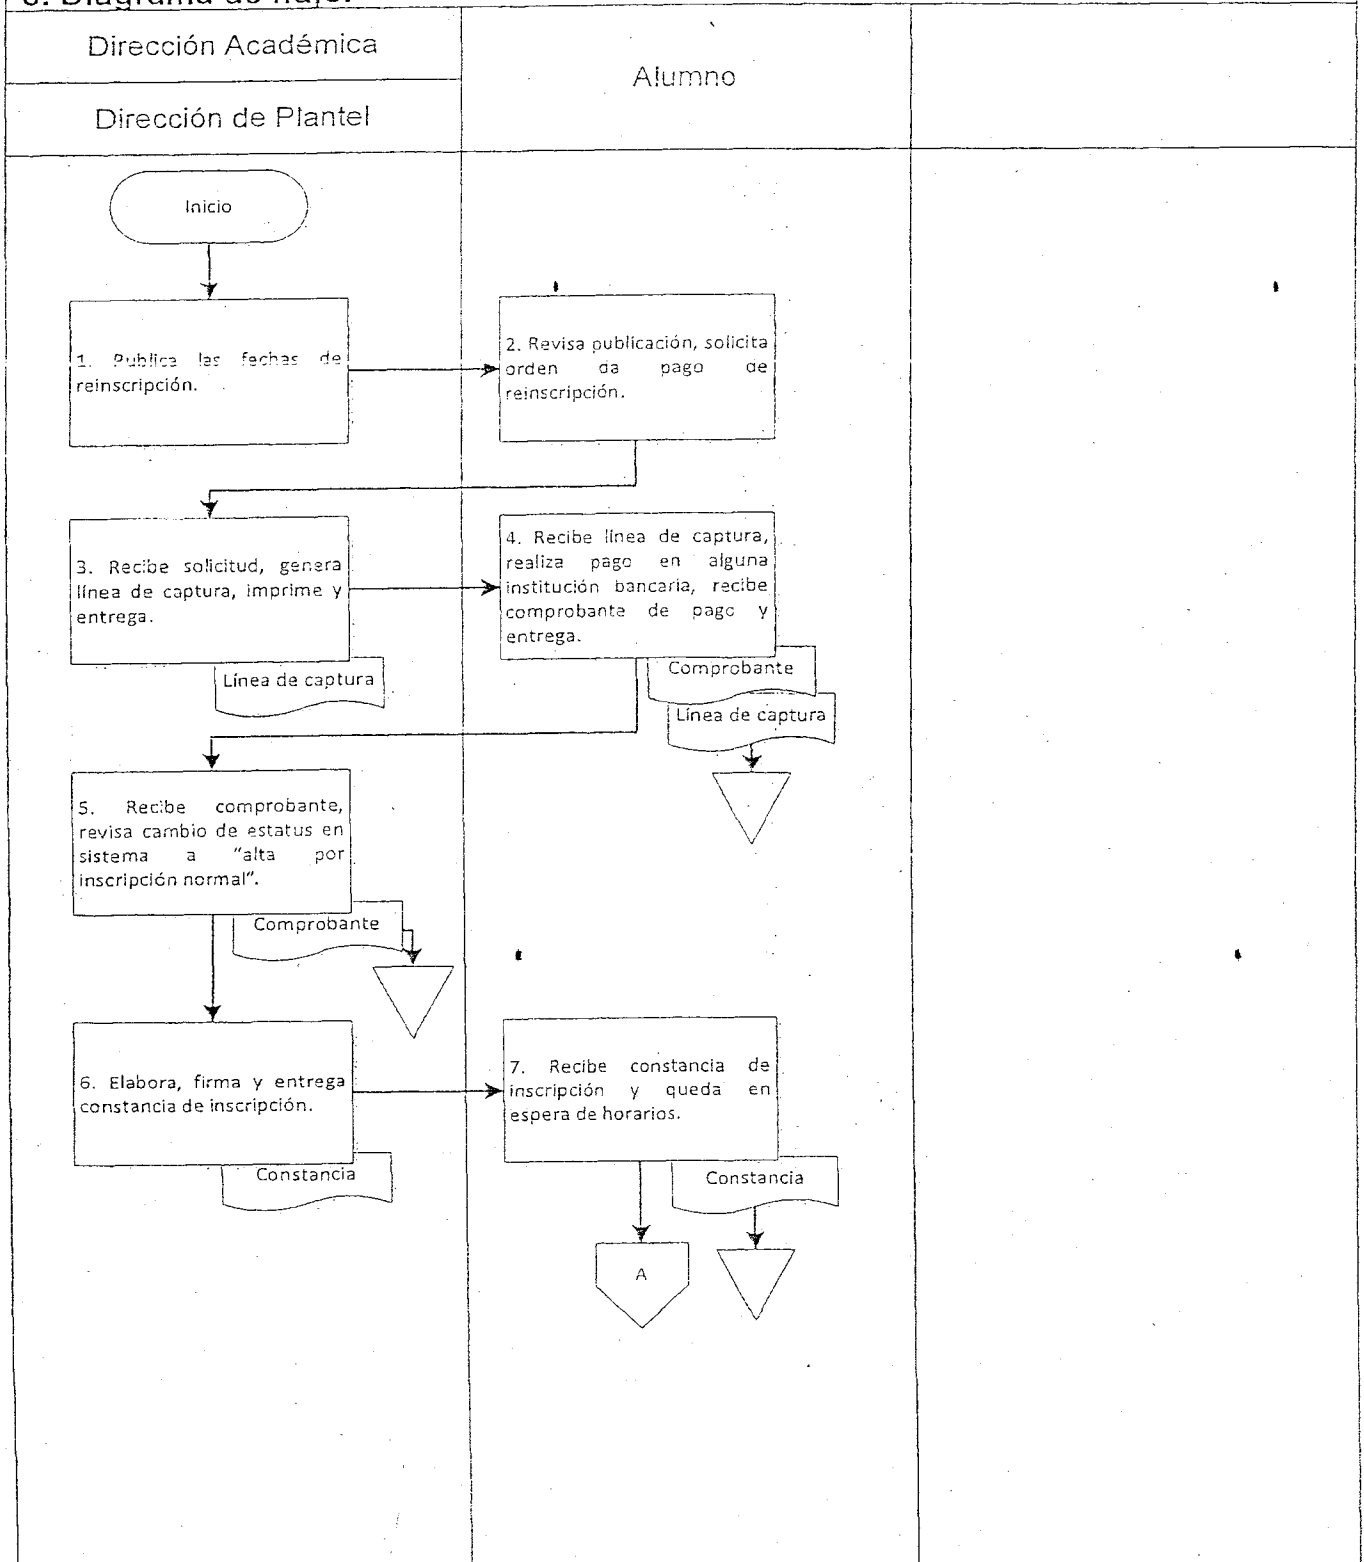 Dirección Académica
Dirección de Plantel
Alumno
Inicio
1. Publica las fechas de
reinscripción.
2. Revisa publicación, solicita
orden da pago de
reinscripción.
3. Recibe solicitud, genera
línea de captura, imprime y
entrega.
Línea de captura
4. Recibe línea de captura,
realiza pago en alguna
institución bancaria, recibe
comprobante de pago y
entrega.
Comprobante
Línea de captura
5. Recibe comprobante,
revisa cambio de estatus en
sistema a "alta por
inscripción normal".
Comprobante
6. Elabora, firma y entrega
constancia de inscripción.
Constancia
7. Recibe constancia de
inscripción y queda en
espera de horarios.
Constancia
A